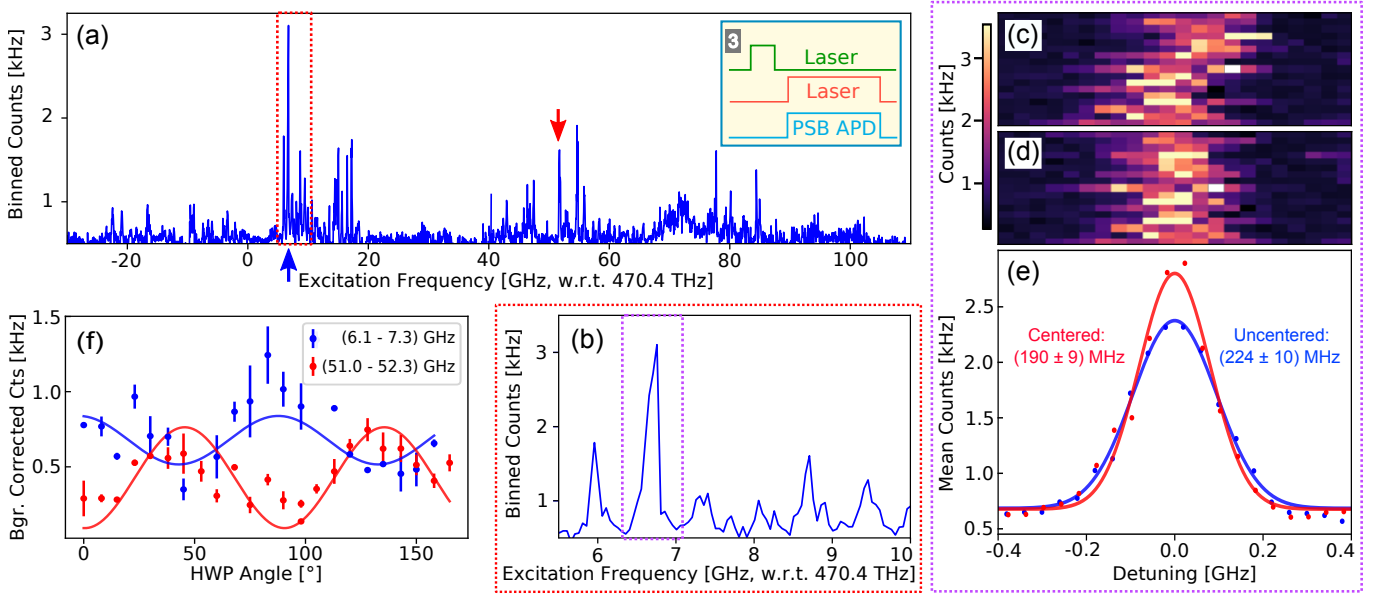 (a)
Binned Counts [kHz]
3
2
1
-20
0
20
40
60
80
100
Excitation Frequency [GHz, w.r.t. 470.4 THz]
3
Laser
Laser
PSB APD
(f)
Bgr. Corrected Cts [kHz]
1.5
1.0
0.5
0.0
0
50
100
150
HWP Angle [°]
(6.1 - 7.3) GHz
(51.0 - 52.3) GHz
(b)
Binned Counts [kHz]
3
2
1
6
7
8
9
10
Excitation Frequency [GHz, w.r.t. 470.4 THz]
(c)
(d)
Counts [kHz]
3
2
1
(e)
Mean Counts [kHz]
2.5
2.0
1.5
1.0
0.5
-0.4
-0.2
0.0
0.2
0.4
Detuning [GHz]
Centered:
(190 ± 9) MHz
Uncentered:
(224 ± 10) MHz